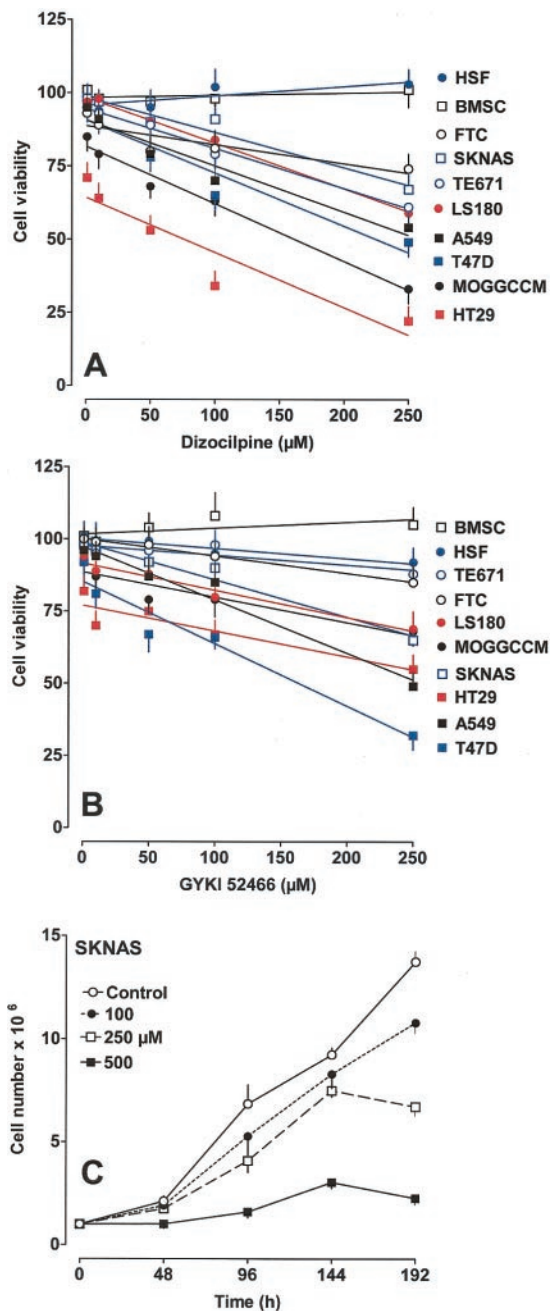 125
100
75
50
25
0
Cell viability
A
HSF
BMSC
FTC
SKNAS
TE671
LS180
A549
T47D
MOGGCCM
HT29
0 50 100 150 200 250
Dizocilpine (µM)
125
100
75
50
25
0
Cell viability
B
BMSC
HSF
TE671
FTC
LS180
MOGGCCM
SKNAS
HT29
A549
T47D
0 50 100 150 200 250
GYKI 52466 (µM)
15
10
5
0
Cell number x 10 6
SKNAS
Control
100
250 µM
500
C
0 48 96 144 192
Time (h)